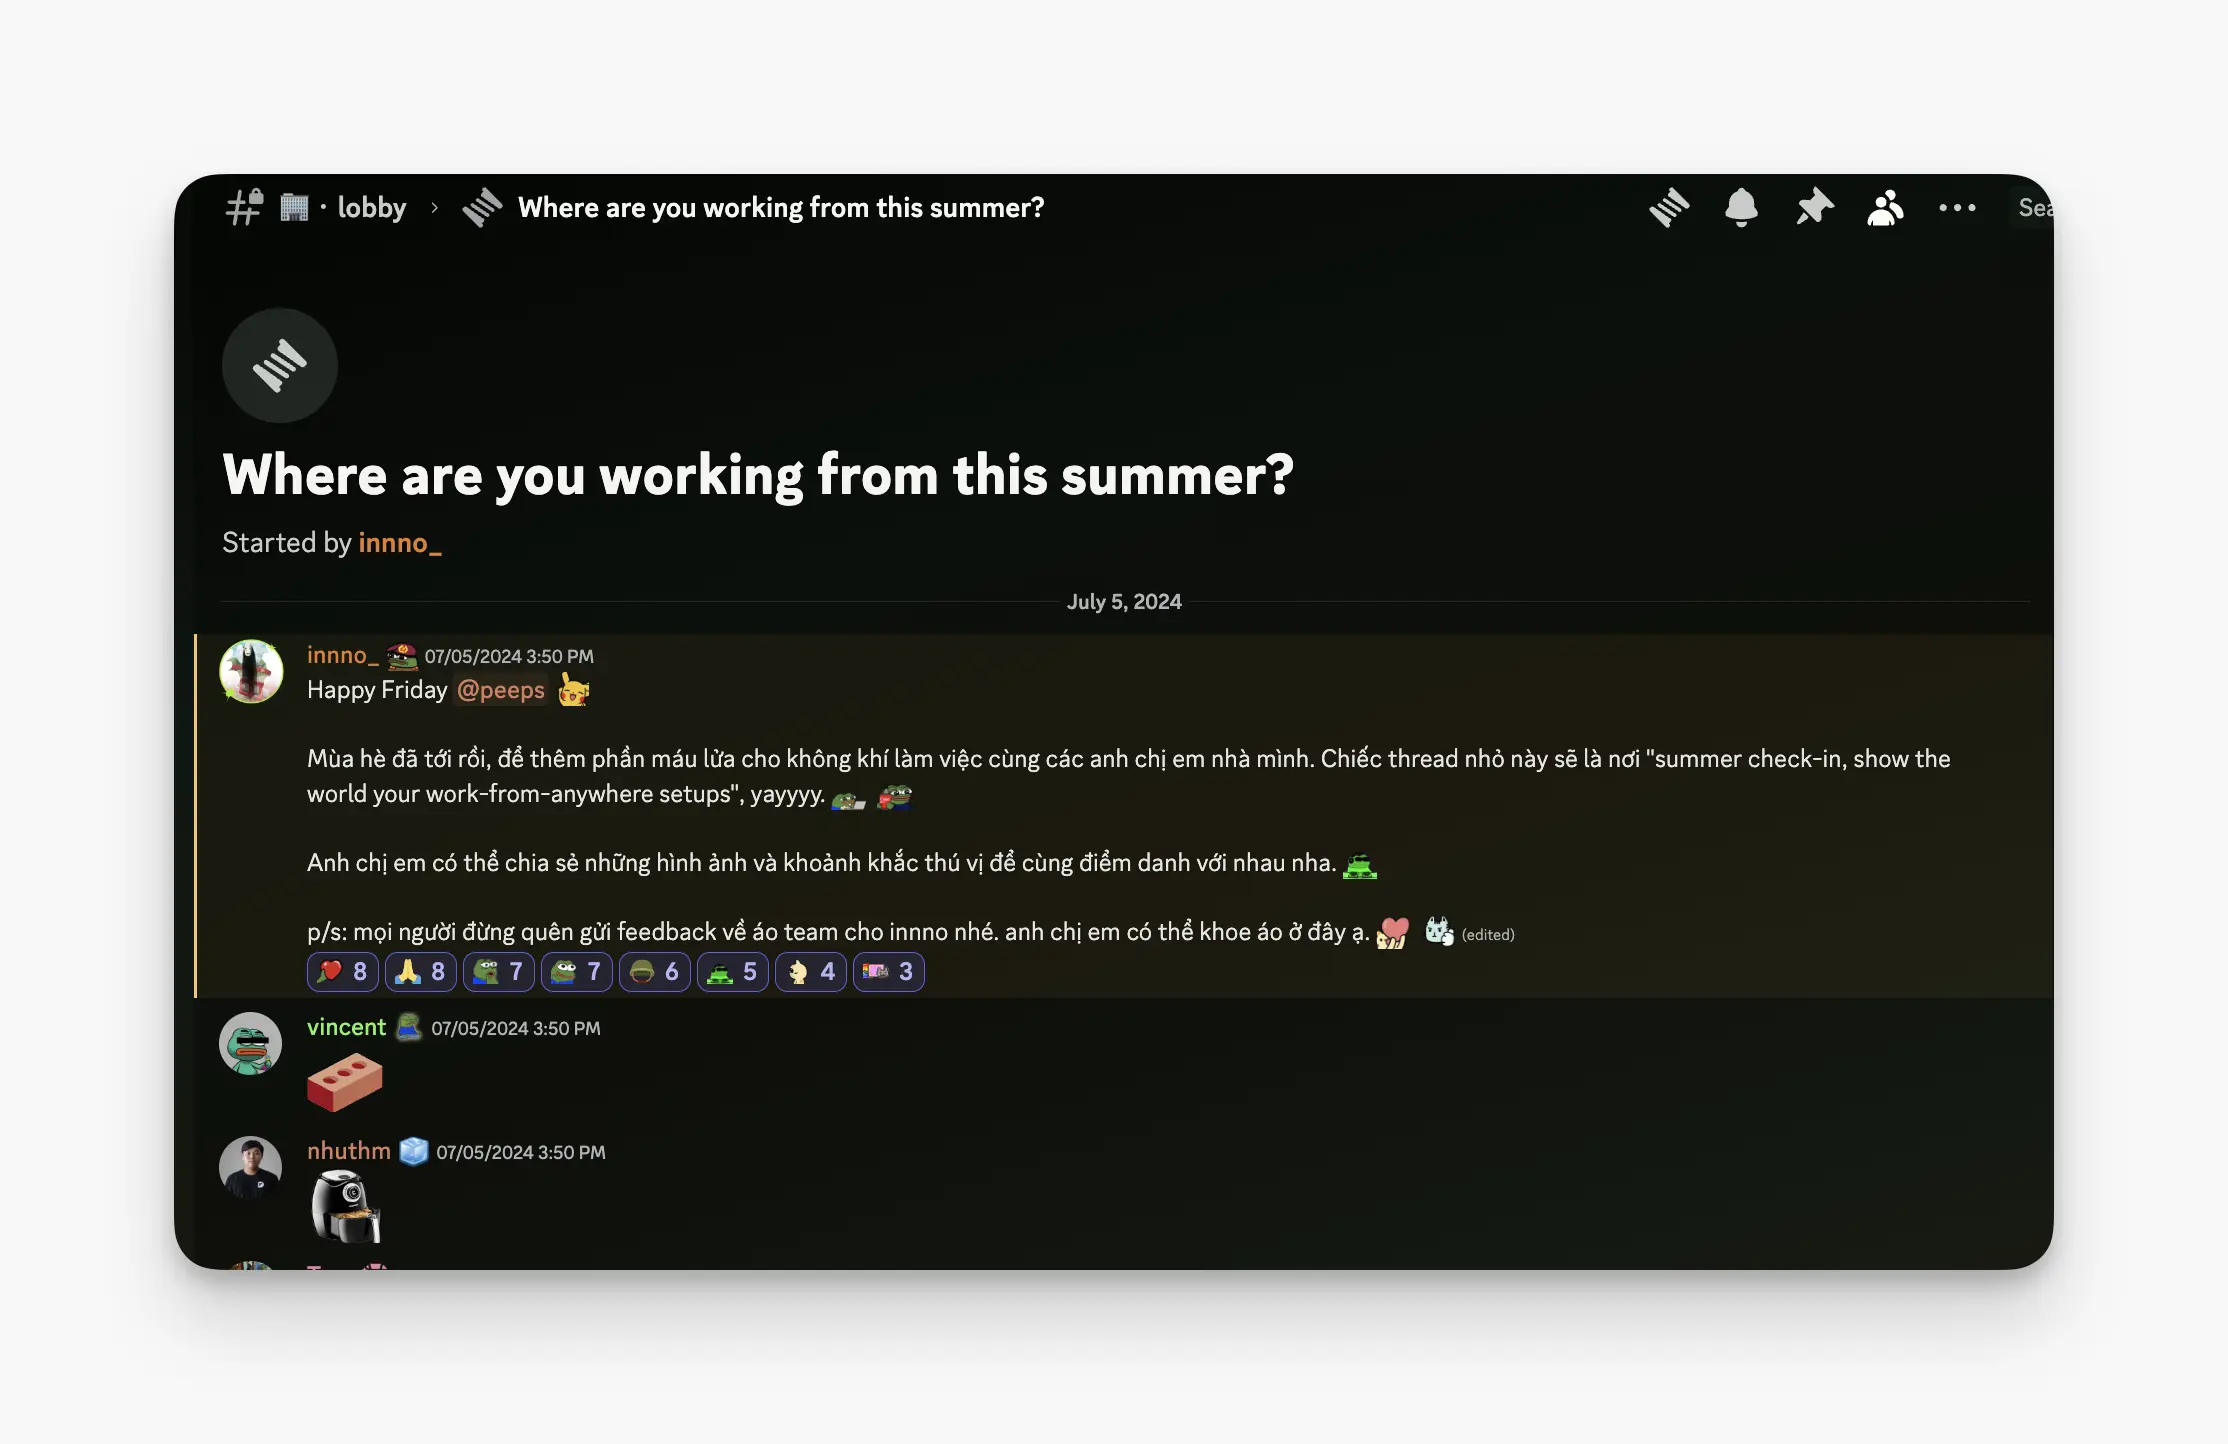 · lobby › Where are you working from this summer?
Sea
Where are you working from this summer?
Started by innno_
July 5, 2024
innno_ 07/05/2024 3:50 PM
Happy Friday @peeps
Mùa hè đã tới rồi, để thêm phần máu lửa cho không khí làm việc cùng các anh chị em nhà mình. Chiếc thread nhỏ này sẽ là nơi "summer check-in, show the
world your work-from-anywhere setups", yayyyy.
Anh chị em có thể chia sẻ những hình ảnh và khoảnh khắc thú vị để cùng điểm danh với nhau nha.
p/s: mọi người đừng quên gửi feedback về áo team cho innno nhé. anh chị em có thể khoe áo ở đây ạ. (edited)
8 8 7 7 6 5 4 3
vincent 07/05/2024 3:50 PM
nhuthm 07/05/2024 3:50 PM